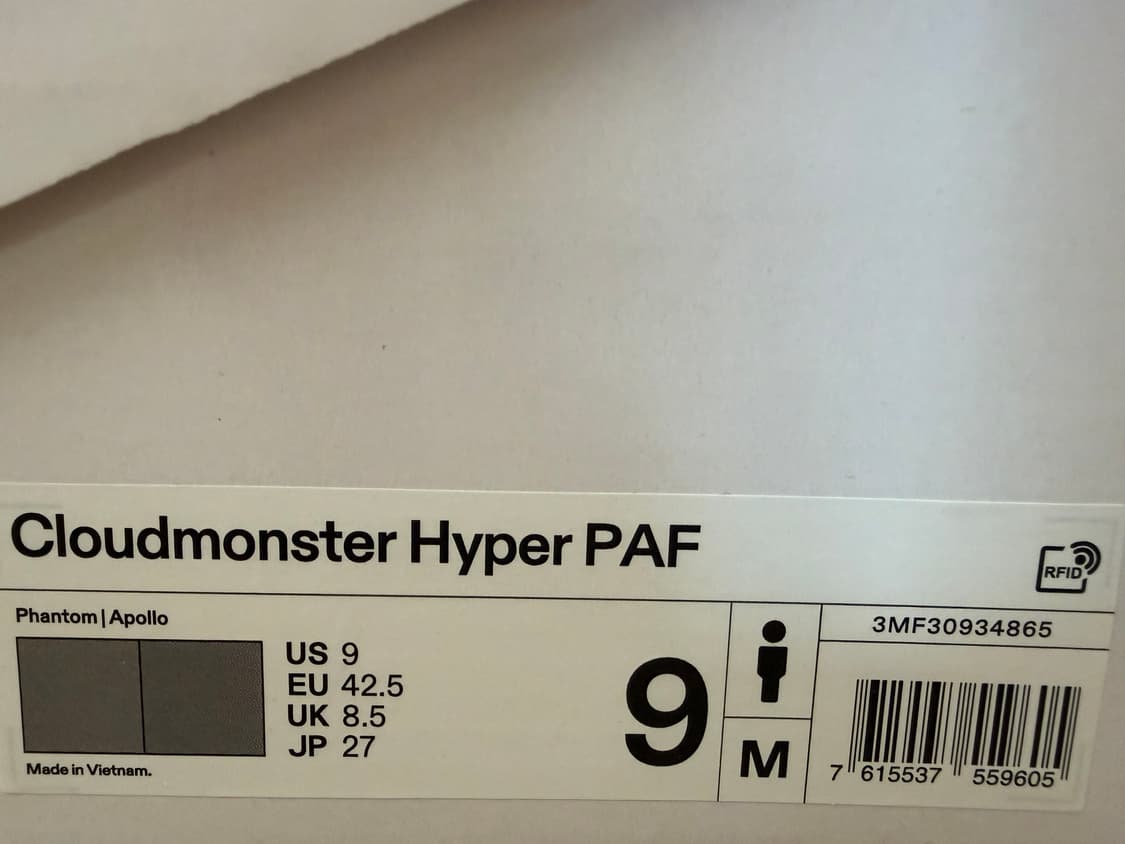 Cloudmonster Hyper PAF
RFID
Phantom | Apollo
US 9
EU 42.5
UK 8.5
JP 27
Made in Vietnam.
9
M
3MF30934865
7 615537 559605